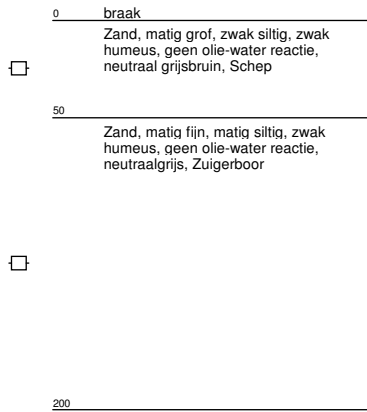 0 braak
Zand, matig grof, zwak siltig, zwak
humeus, geen olie-water reactie,
neutraal grijsbruin, Schep
50
Zand, matig fijn, matig siltig, zwak
humeus, geen olie-water reactie,
neutraalgrijs, Zuigerboor
200